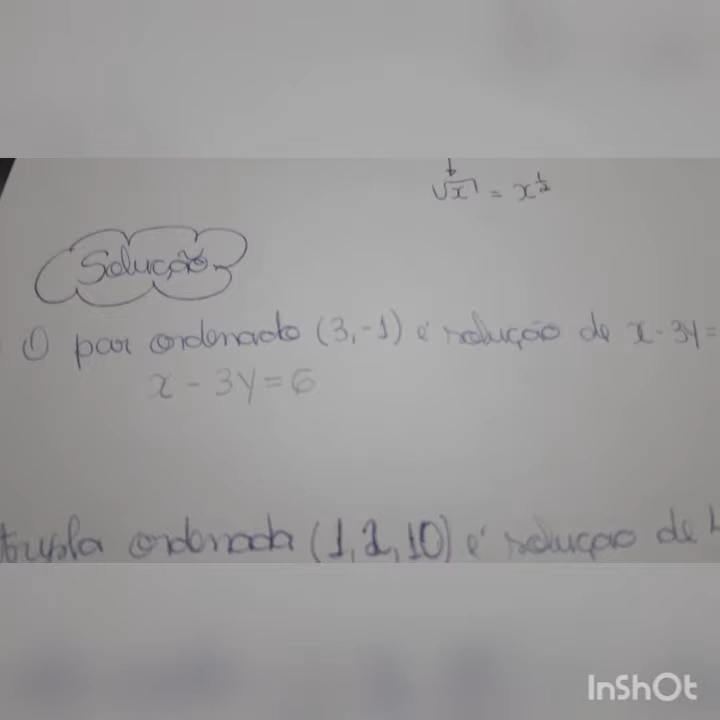 √x = x^½
Solução
① par ordenado (3,-1) é solução de x - 3y =
x - 3y = 6
tripla ordenada (1, 2, 10) é solução de
InShOt